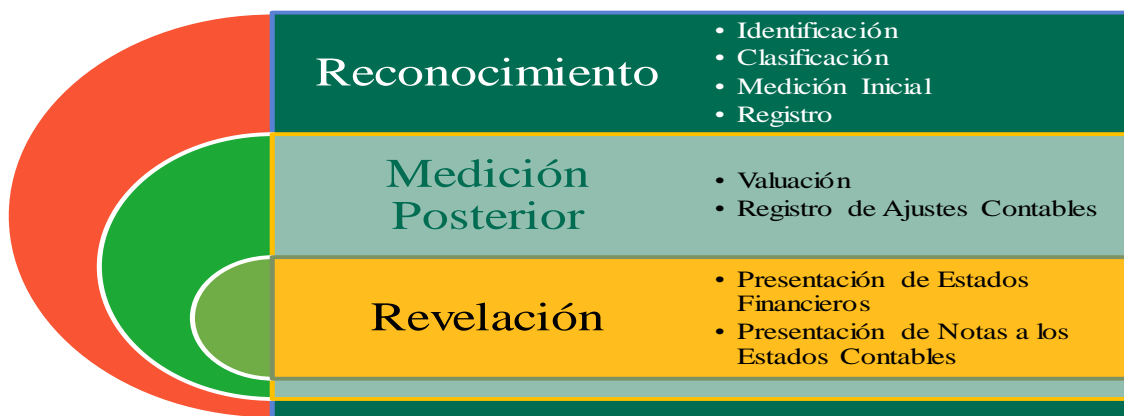 Reconocimiento
• Identificación
• Clasificación
• Medición Inicial
• Registro
Medición
Posterior
• Valuación
• Registro de Ajustes Contables
Revelación
• Presentación de Estados
Financieros
• Presentación de Notas a los
Estados Contables